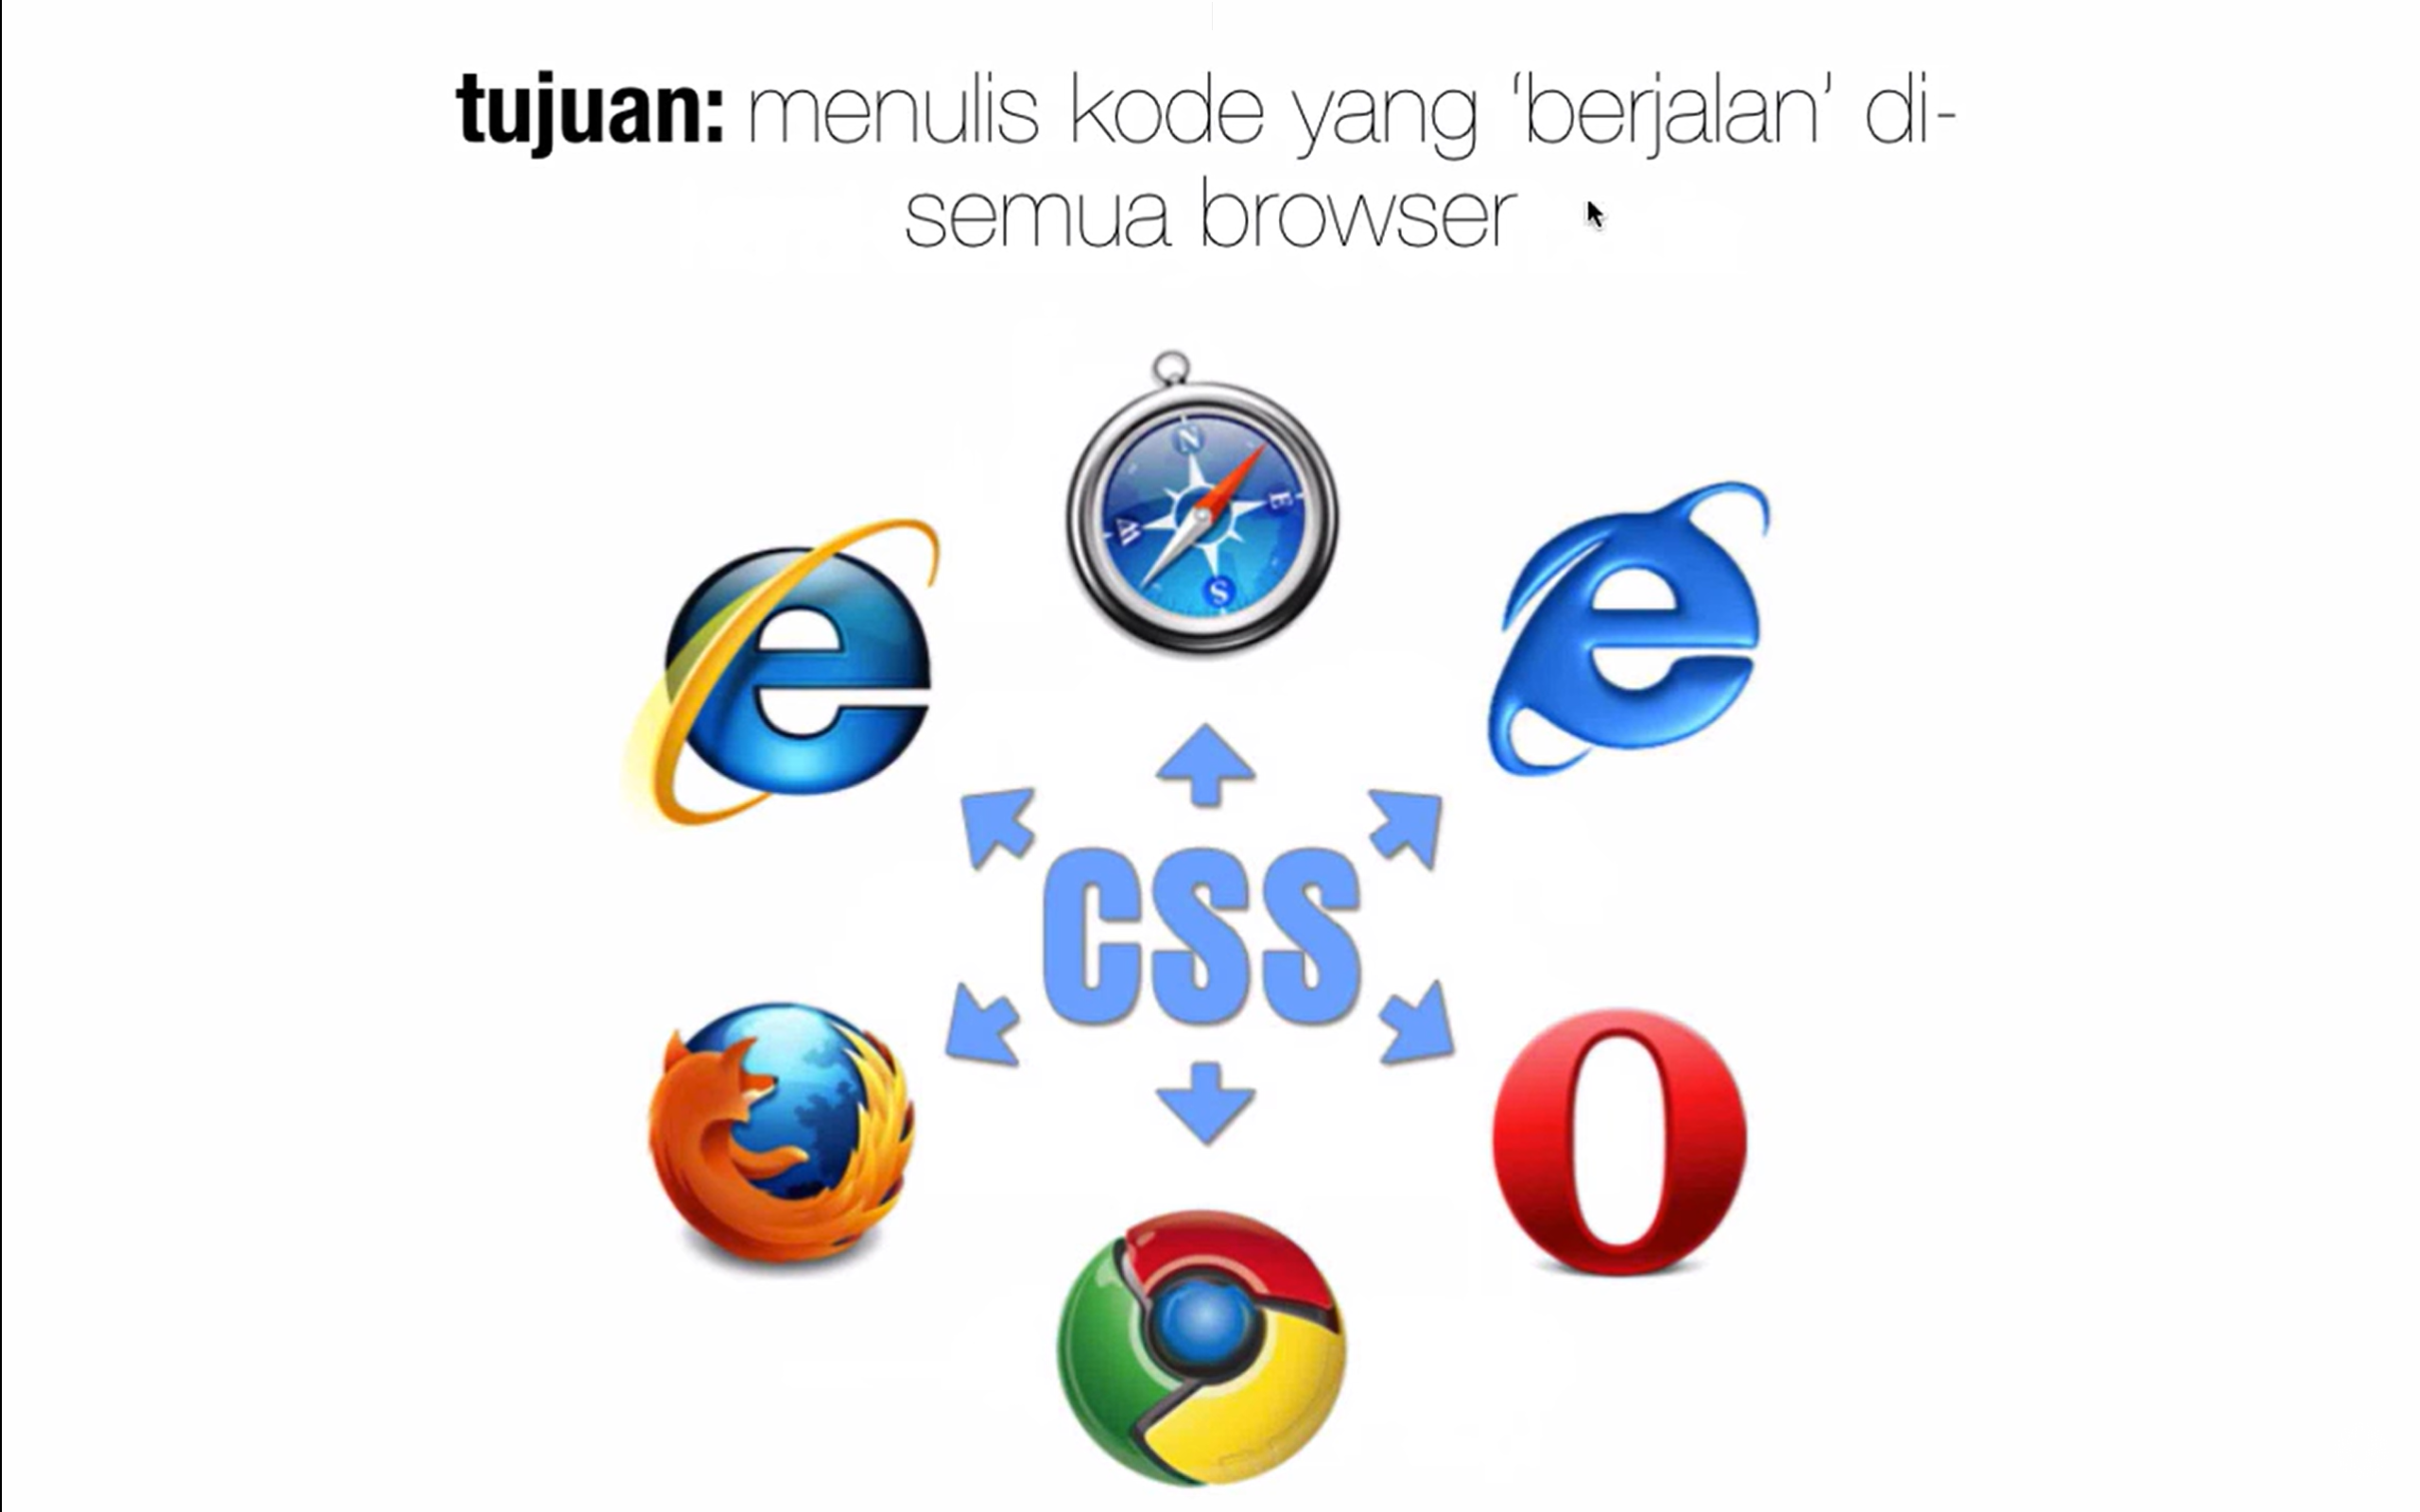 tujuan: menulis kode yang ‘berjalan’ di-
semua browser
N
E
W
S
CSS